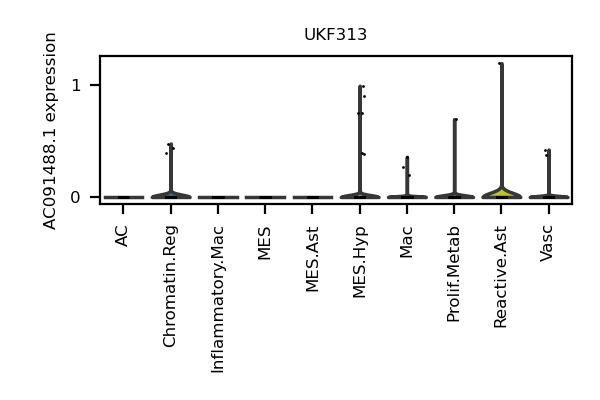 UKF313
AC091488.1 expression
1
0
AC
Chromatin.Reg
Inflammatory.Mac
MES
MES.Ast
MES.Hyp
Mac
Prolif.Metab
Reactive.Ast
Vasc